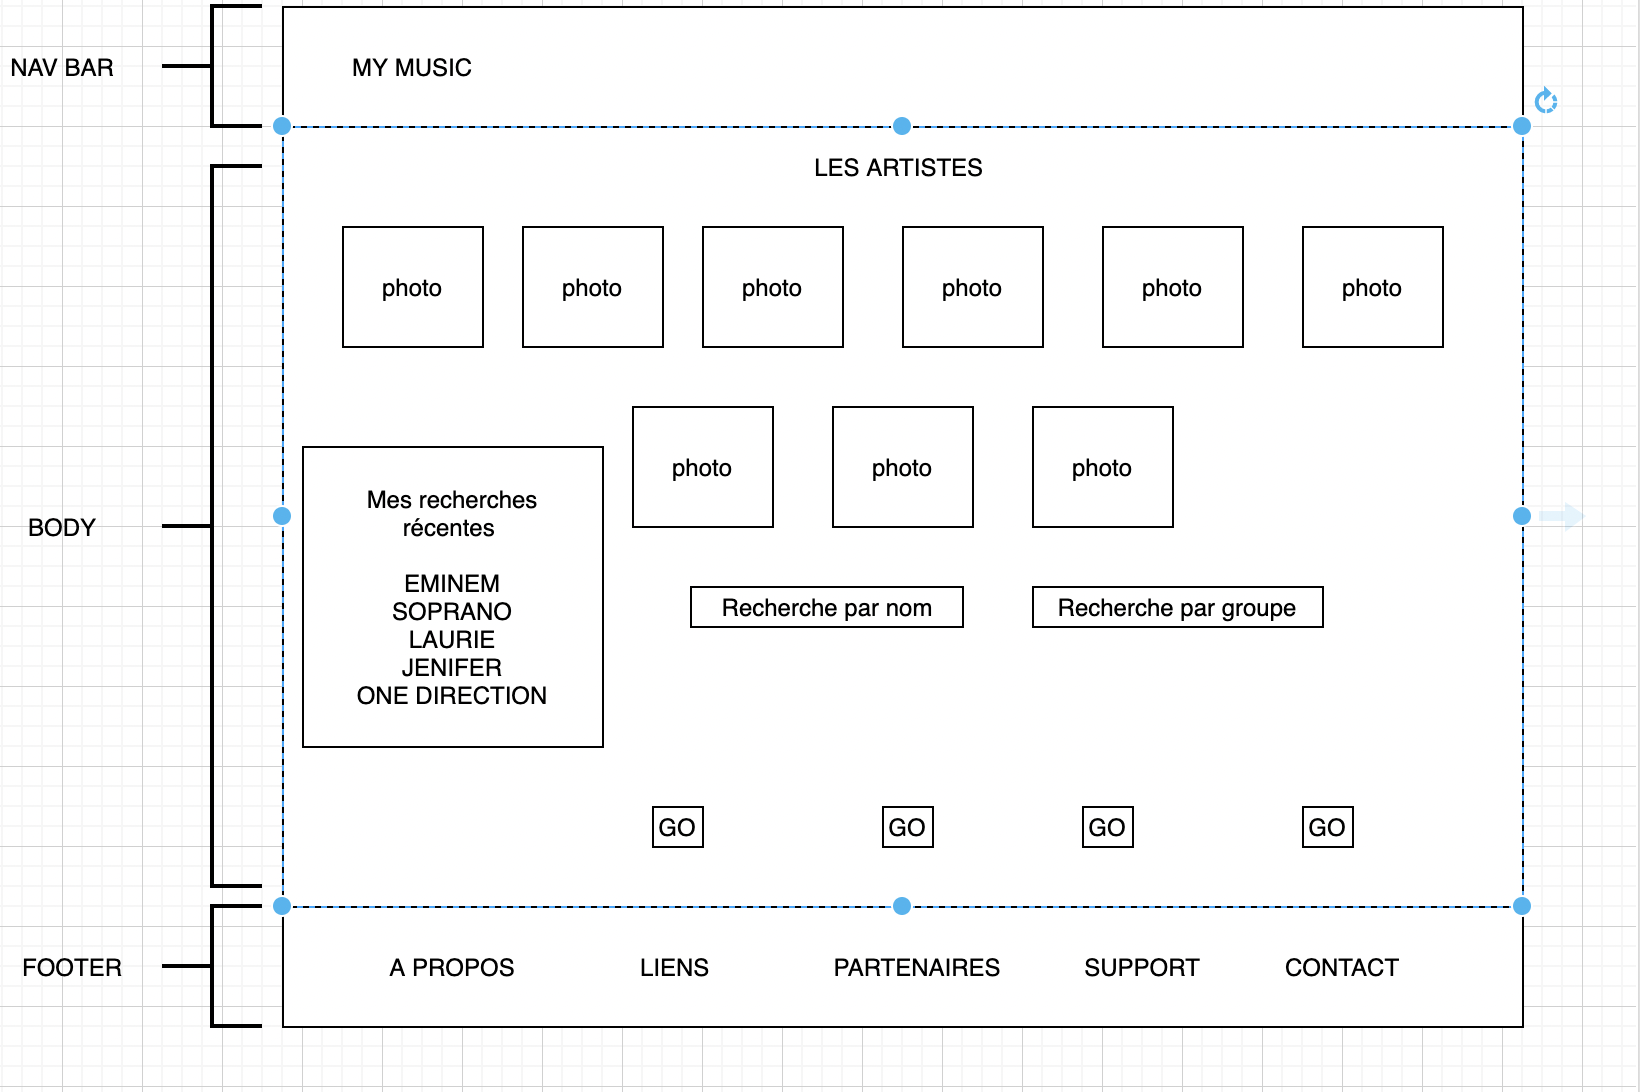 NAV BAR
MY MUSIC
LES ARTISTES
photo
photo
photo
photo
photo
photo
photo
photo
photo
Mes recherches
récentes
EMINEM
SOPRANO
LAURIE
JENIFER
ONE DIRECTION
BODY
Recherche par nom
Recherche par groupe
GO
GO
GO
GO
FOOTER
A PROPOS
LIENS
PARTENAIRES
SUPPORT
CONTACT